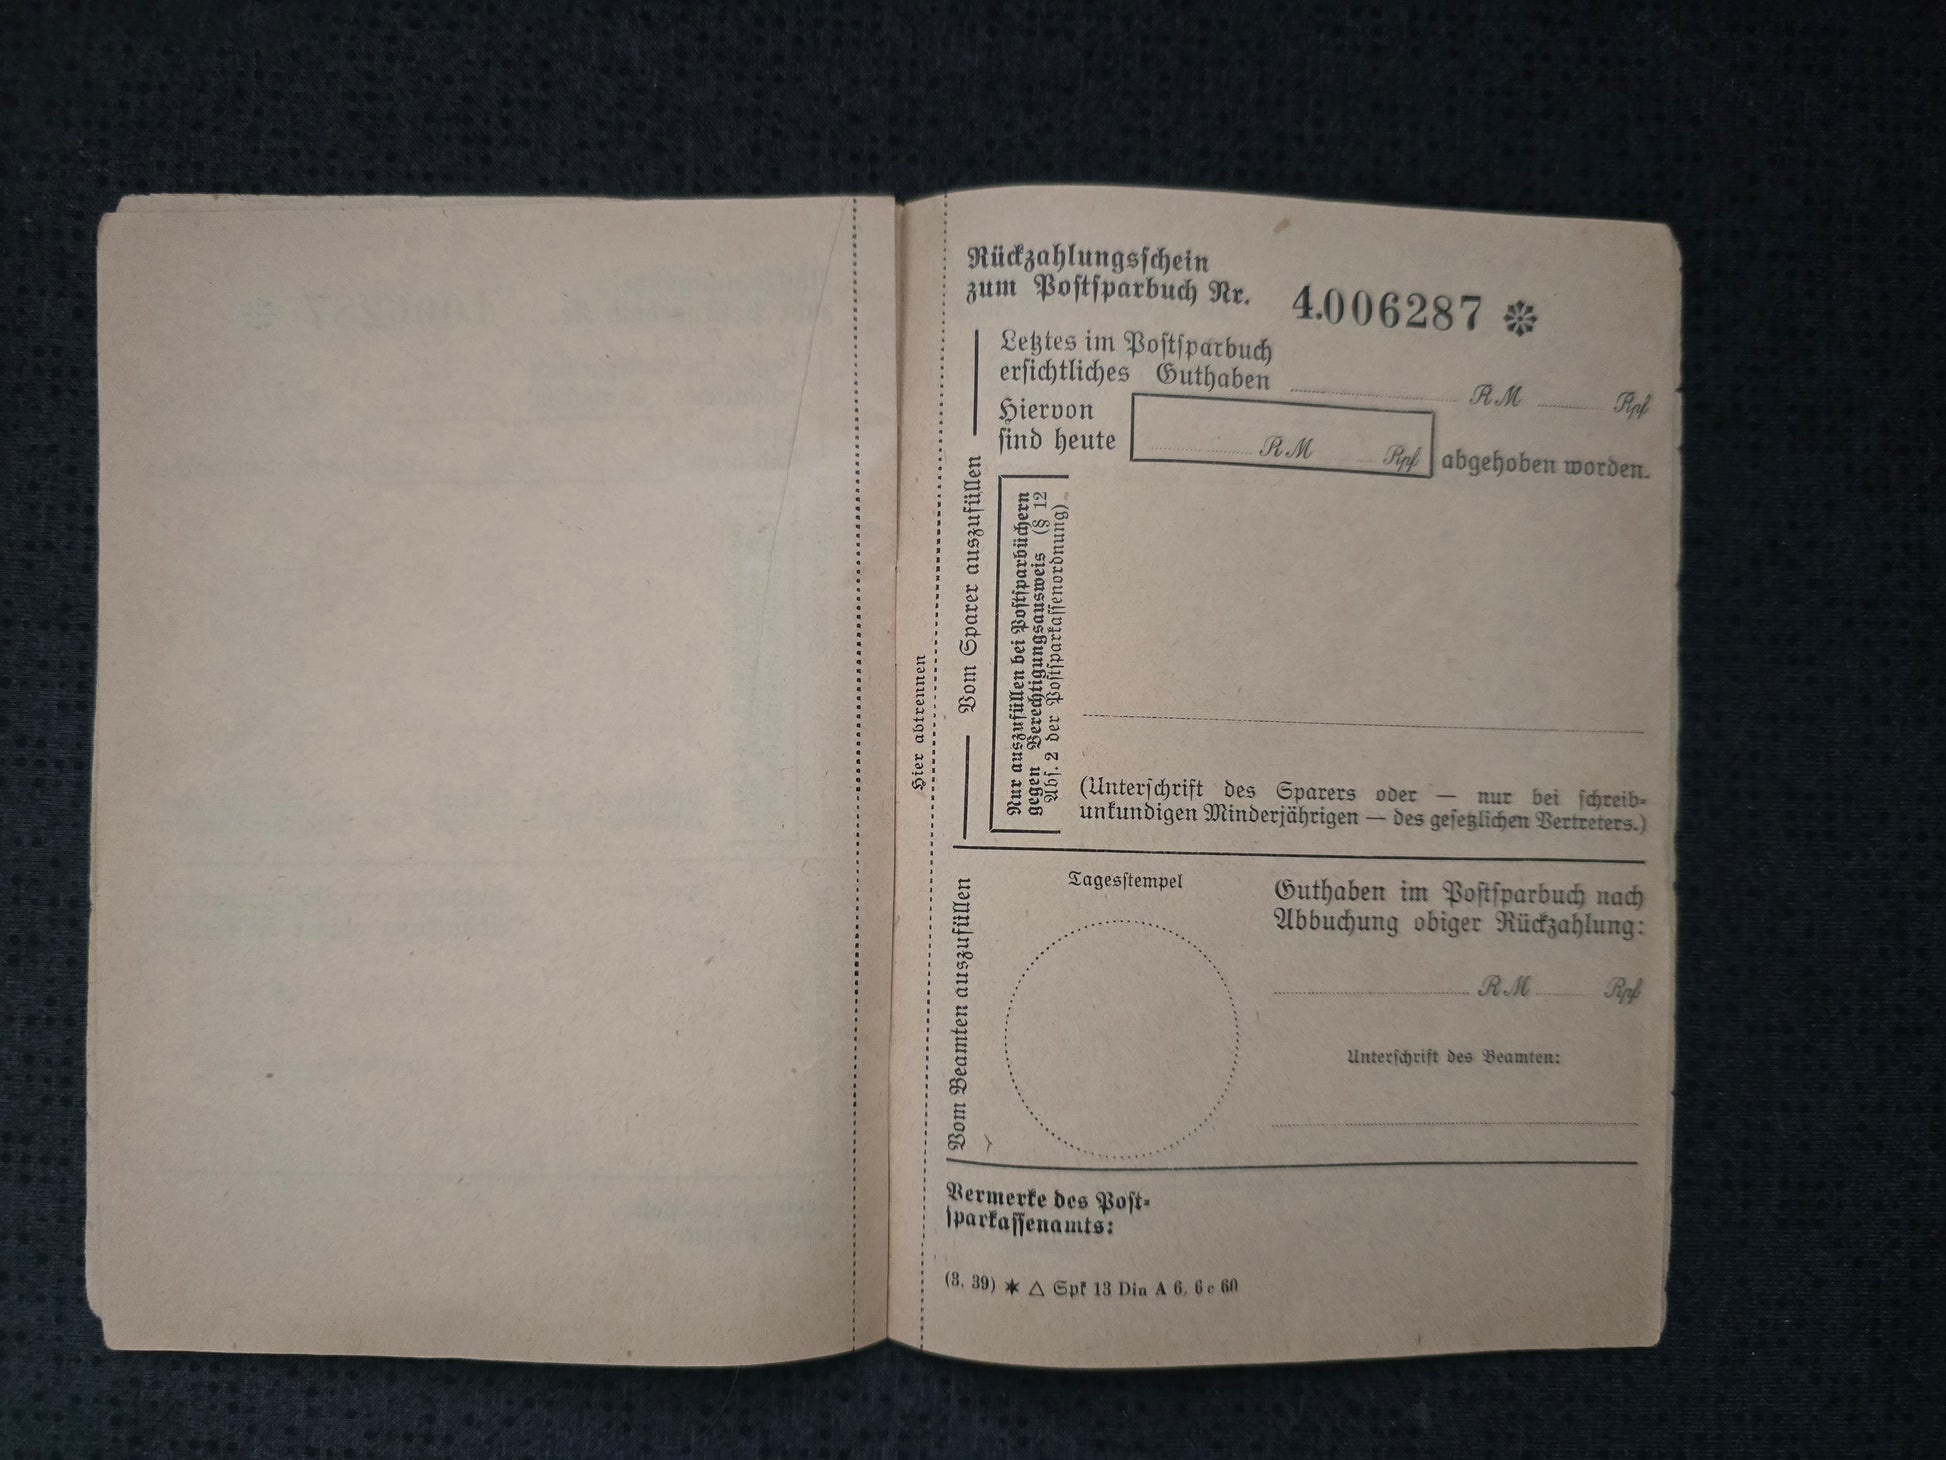 Rückzahlungsschein
zum Postsparbuch Nr. 4.006287 ❇
Letztes im Postsparbuch
ersichtliches Guthaben RM Rpf
Hiervon
sind heute RM Rpf abgehoben worden.
Hier abtrennen
Vom Sparer auszufüllen
Nur auszufüllen bei Postsparbüchern
gegen Berechtigungsausweis (§ 12
Abs. 2 der Postsparkassenordnung)
(Unterschrift des Sparers oder — nur bei schreib-
unkundigen Minderjährigen — des gesetzlichen Vertreters.)
Vom Beamten auszufüllen
Tagesstempel
Guthaben im Postsparbuch nach
Abbuchung obiger Rückzahlung:
RM Rpf
Unterschrift des Beamten:
Vermerke des Post-
sparkassenamts:
(3. 39) ✶ △ Spk 13 Din A 6, 6 e 60